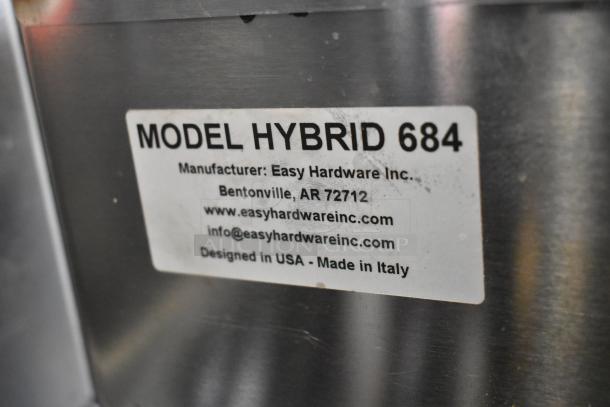 MODEL HYBRID 684
Manufacturer: Easy Hardware Inc.
Bentonville, AR 72712
www.easyhardwareinc.com
info@easyhardwareinc.com
Designed in USA - Made in Italy